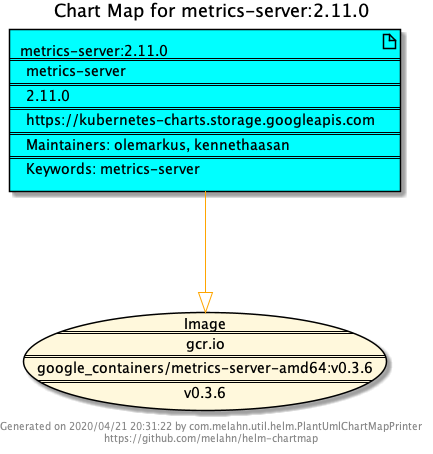 Chart Map for metrics-server:2.11.0
metrics-server:2.11.0
metrics-server
2.11.0
https://kubernetes-charts.storage.googleapis.com
Maintainers: olemarkus, kennethaasan
Keywords: metrics-server
Image
gcr.io
google_containers/metrics-server-amd64:v0.3.6
v0.3.6
Generated on 2020/04/21 20:31:22 by com.melahn.util.helm.PlantUmlChartMapPrinter
https://github.com/melahn/helm-chartmap